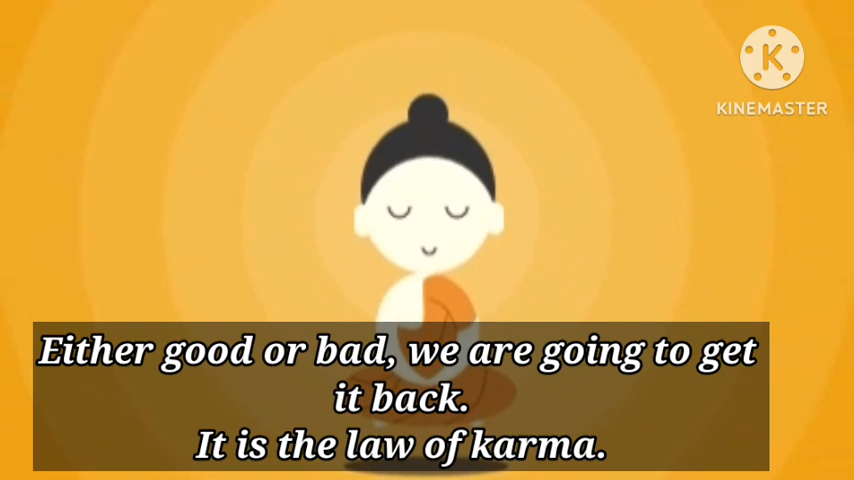 K
KINEMASTER
Either good or bad, we are going to get
it back.
It is the law of karma.